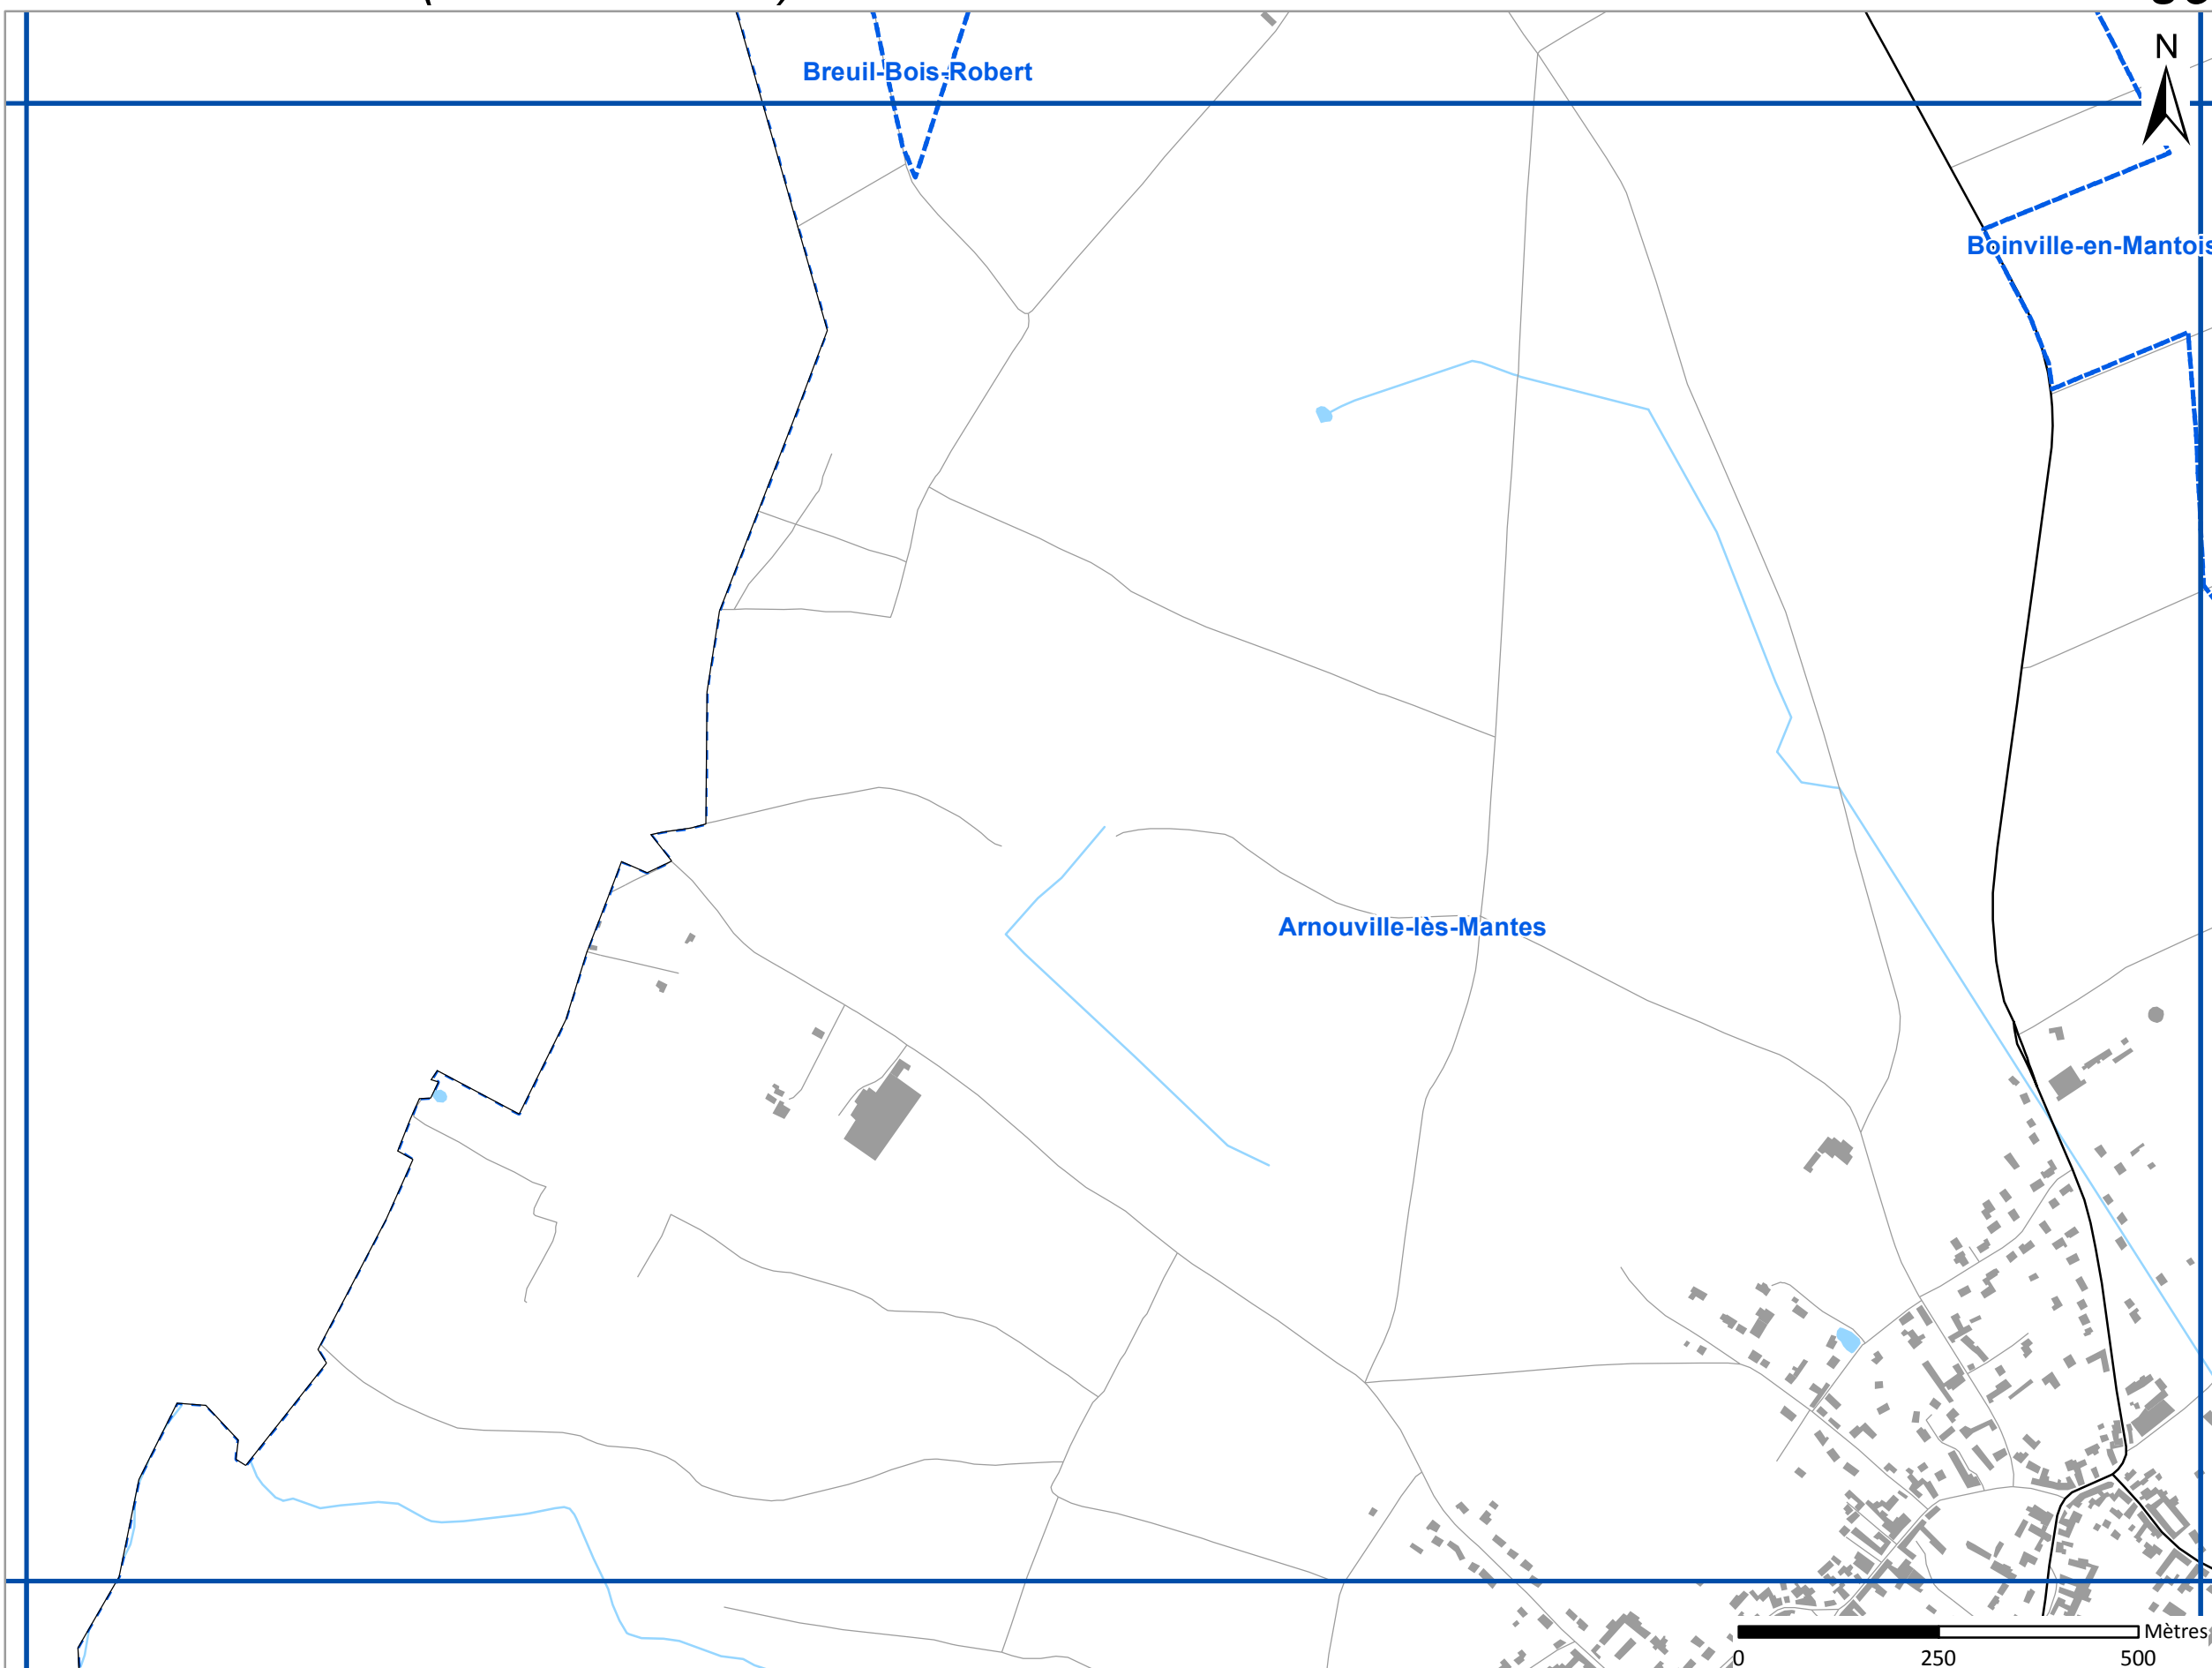 N
Breuil-Bois-Robert
Boinville-en-Mantois
Arnouville-lès-Mantes
Mètres
0 250 500